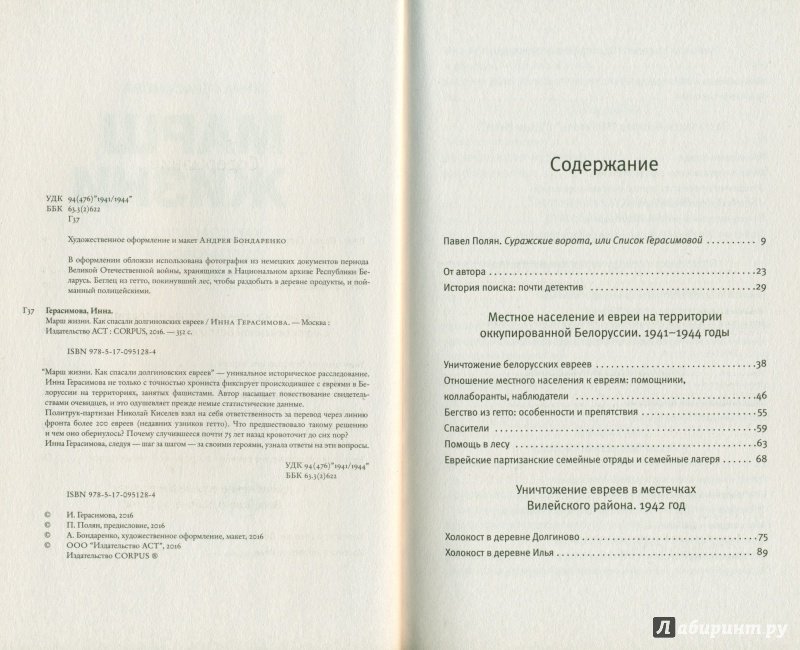 УДК 94(476)"1941/1944"
ББК 63.3(2)622
Г37
Художественное оформление и макет Андрея Бондаренко
В оформлении обложки использована фотография из немецких документов периода
Великой Отечественной войны, хранящихся в Национальном архиве Республики Бе-
ларусь. Беглец из гетто, покинувший лес, чтобы раздобыть в деревне продукты, и пой-
манный полицейскими.
Г37 Герасимова, Инна.
Марш жизни. Как спасали долгиновских евреев / Инна Герасимова. — Москва :
Издательство АСТ : CORPUS, 2016. — 352 с.
ISBN 978-5-17-095128-4
"Марш жизни. Как спасали долгиновских евреев" — уникальное историческое расследование.
Инна Герасимова не только с точностью хрониста фиксирует происходившее с евреями в Бе-
лоруссии на территориях, занятых фашистами. Автор насыщает повествование свидетель-
ствами очевидцев, и это одушевляет прежде немые статистические данные.
Политрук-партизан Николай Киселев взял на себя ответственность за перевод через линию
фронта более 200 евреев (недавних узников гетто). Что предшествовало такому решению
и чем оно обернулось? Почему случившееся почти 75 лет назад кровоточит до сих пор?
Инна Герасимова, следуя — шаг за шагом — за своими героями, узнала ответы на эти вопросы.
УДК 94(476)"1941/1944"
ББК 63.3(2)622
ISBN 978-5-17-095128-4
© И. Герасимова, 2016
© П. Полян, предисловие, 2016
© А. Бондаренко, художественное оформление, макет, 2016
© ООО "Издательство АСТ", 2016
Издательство CORPUS ®
Содержание
Павел Полян. Суражские ворота, или Список Герасимовой .......... 9
От автора ..........23
История поиска: почти детектив ..........29
Местное население и евреи на территории
оккупированной Белоруссии. 1941–1944 годы
Уничтожение белорусских евреев ..........38
Отношение местного населения к евреям: помощники,
коллаборанты, наблюдатели ..........46
Бегство из гетто: особенности и препятствия ..........55
Спасители ..........59
Помощь в лесу ..........63
Еврейские партизанские семейные отряды и семейные лагеря ...... 68
Уничтожение евреев в местечках
Вилейского района. 1942 год
Холокост в деревне Долгиново ..........75
Холокост в деревне Илья ..........89
Лабиринт.ру